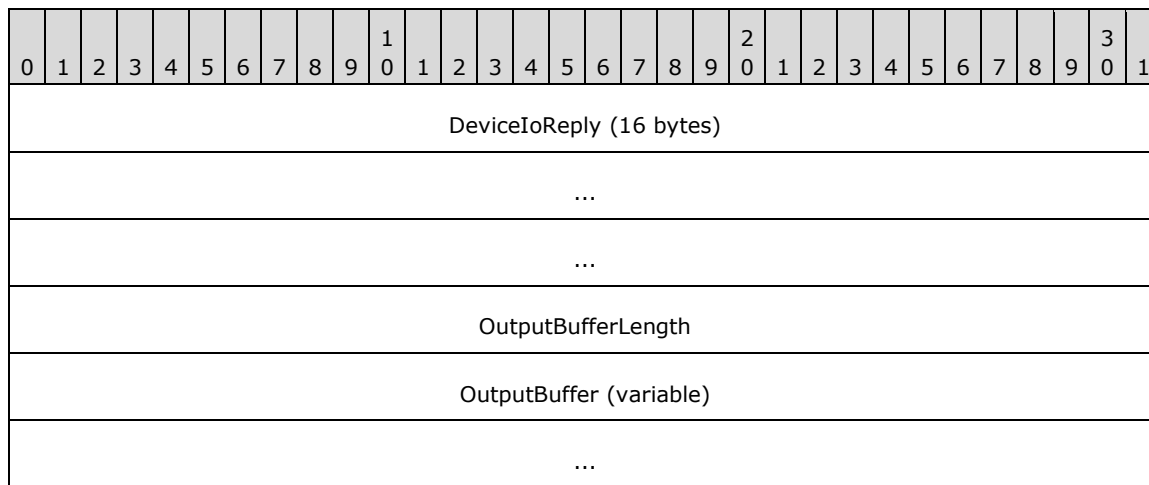 0 1 2 3 4 5 6 7 8 9 1 0 1 2 3 4 5 6 7 8 9 2 0 1 2 3 4 5 6 7 8 9 3 0 1
DeviceIoReply (16 bytes)
...
...
OutputBufferLength
OutputBuffer (variable)
...